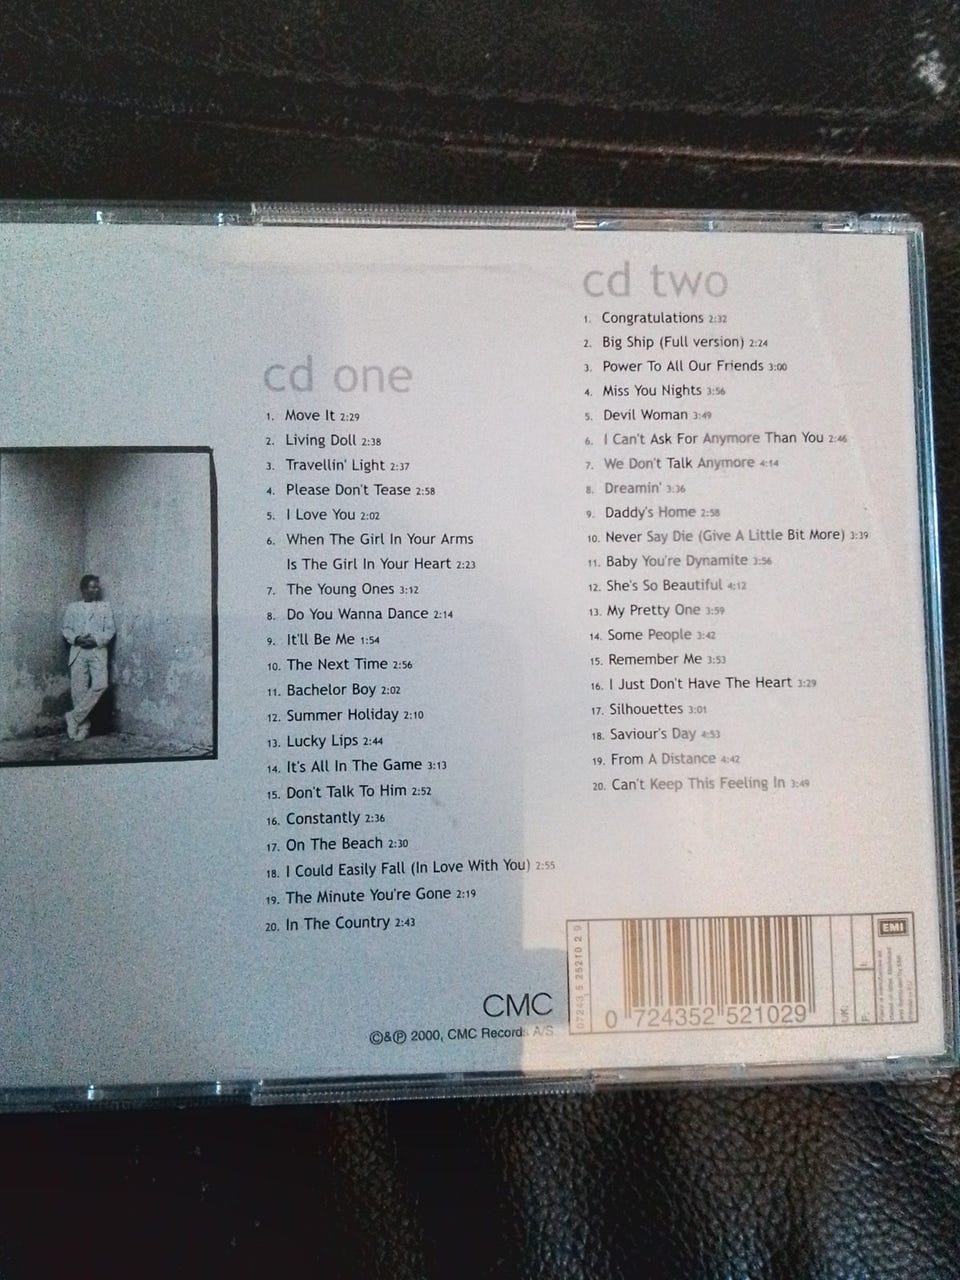 cd one
1. Move It 2:29
2. Living Doll 2:38
3. Travellin' Light 2:37
4. Please Don't Tease 2:58
5. I Love You 2:02
6. When The Girl In Your Arms
Is The Girl In Your Heart 2:23
7. The Young Ones 3:12
8. Do You Wanna Dance 2:14
9. It'll Be Me 1:54
10. The Next Time 2:56
11. Bachelor Boy 2:02
12. Summer Holiday 2:10
13. Lucky Lips 2:44
14. It's All In The Game 3:13
15. Don't Talk To Him 2:52
16. Constantly 2:36
17. On The Beach 2:30
18. I Could Easily Fall (In Love With You) 2:55
19. The Minute You're Gone 2:19
20. In The Country 2:43
cd two
1. Congratulations 2:32
2. Big Ship (Full version) 2:24
3. Power To All Our Friends 3:00
4. Miss You Nights 3:56
5. Devil Woman 3:49
6. I Can't Ask For Anymore Than You 2:46
7. We Don't Talk Anymore 4:14
8. Dreamin' 3:36
9. Daddy's Home 2:58
10. Never Say Die (Give A Little Bit More) 3:39
11. Baby You're Dynamite 3:56
12. She's So Beautiful 4:12
13. My Pretty One 3:59
14. Some People 3:42
15. Remember Me 3:53
16. I Just Don't Have The Heart 3:29
17. Silhouettes 3:01
18. Saviour's Day 4:53
19. From A Distance 4:42
20. Can't Keep This Feeling In 3:49
CMC
©&℗ 2000, CMC Records A/S
07243 5 25210 2 9
0 724352 521029
UK:
F:
I:
EMI